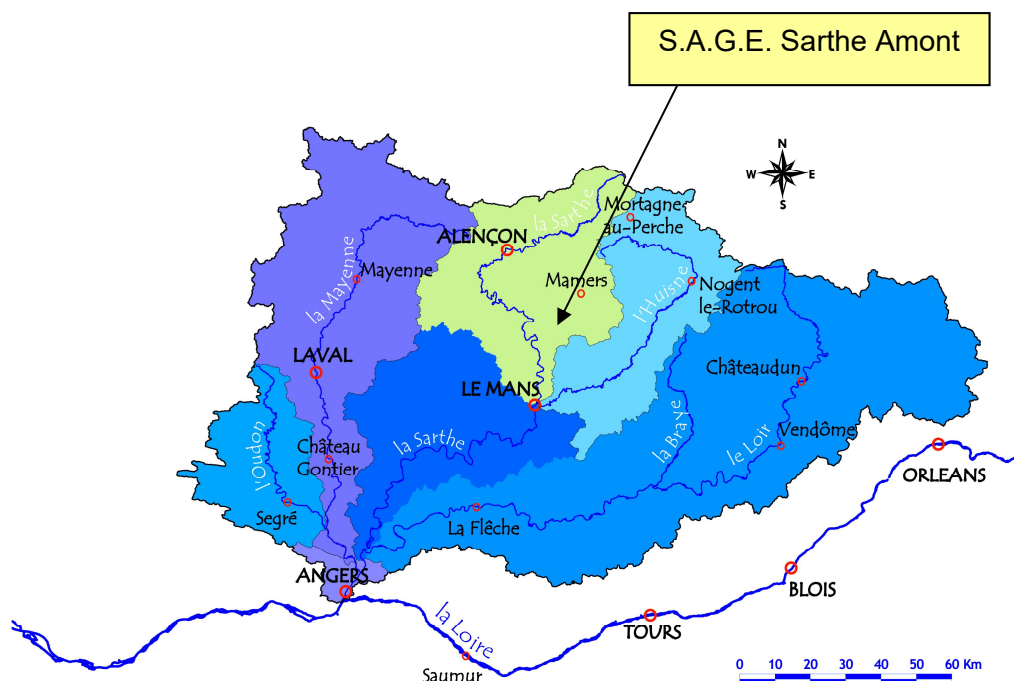 S.A.G.E. Sarthe Amont
N
W E
S
la Sarthe
Mortagne
au-Perche
ALENÇON
la Mayenne
Mayenne
Mamers
l'Huisne
Nogent
le-Rotrou
LAVAL
Châteaudun
LE MANS
la Sarthe
la Braye
le Loir
Vendôme
l'Oudon
Château
Gontier
ORLEANS
Segré
La Flêche
ANGERS
BLOIS
la Loire
TOURS
Saumur
0 10 20 30 40 50 60 Km